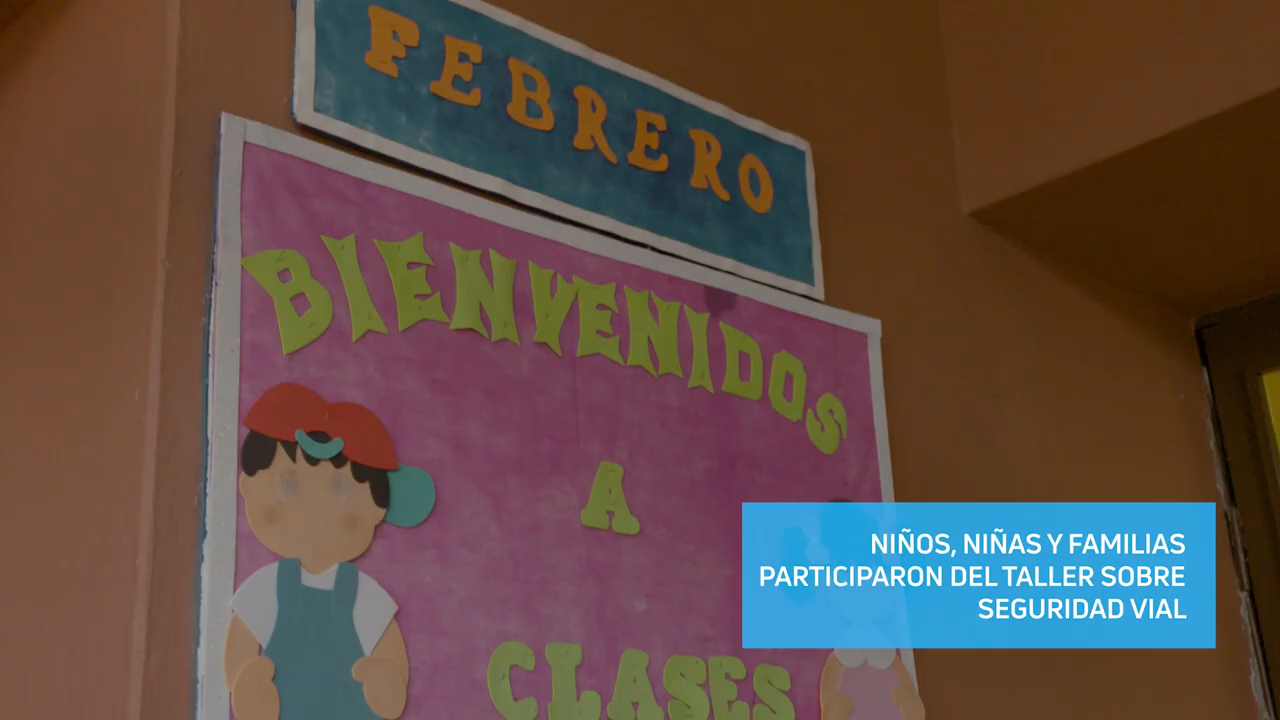 FEBRERO
BIENVENIDOS
A
CLASES
NIÑOS, NIÑAS Y FAMILIAS
PARTICIPARON DEL TALLER SOBRE
SEGURIDAD VIAL